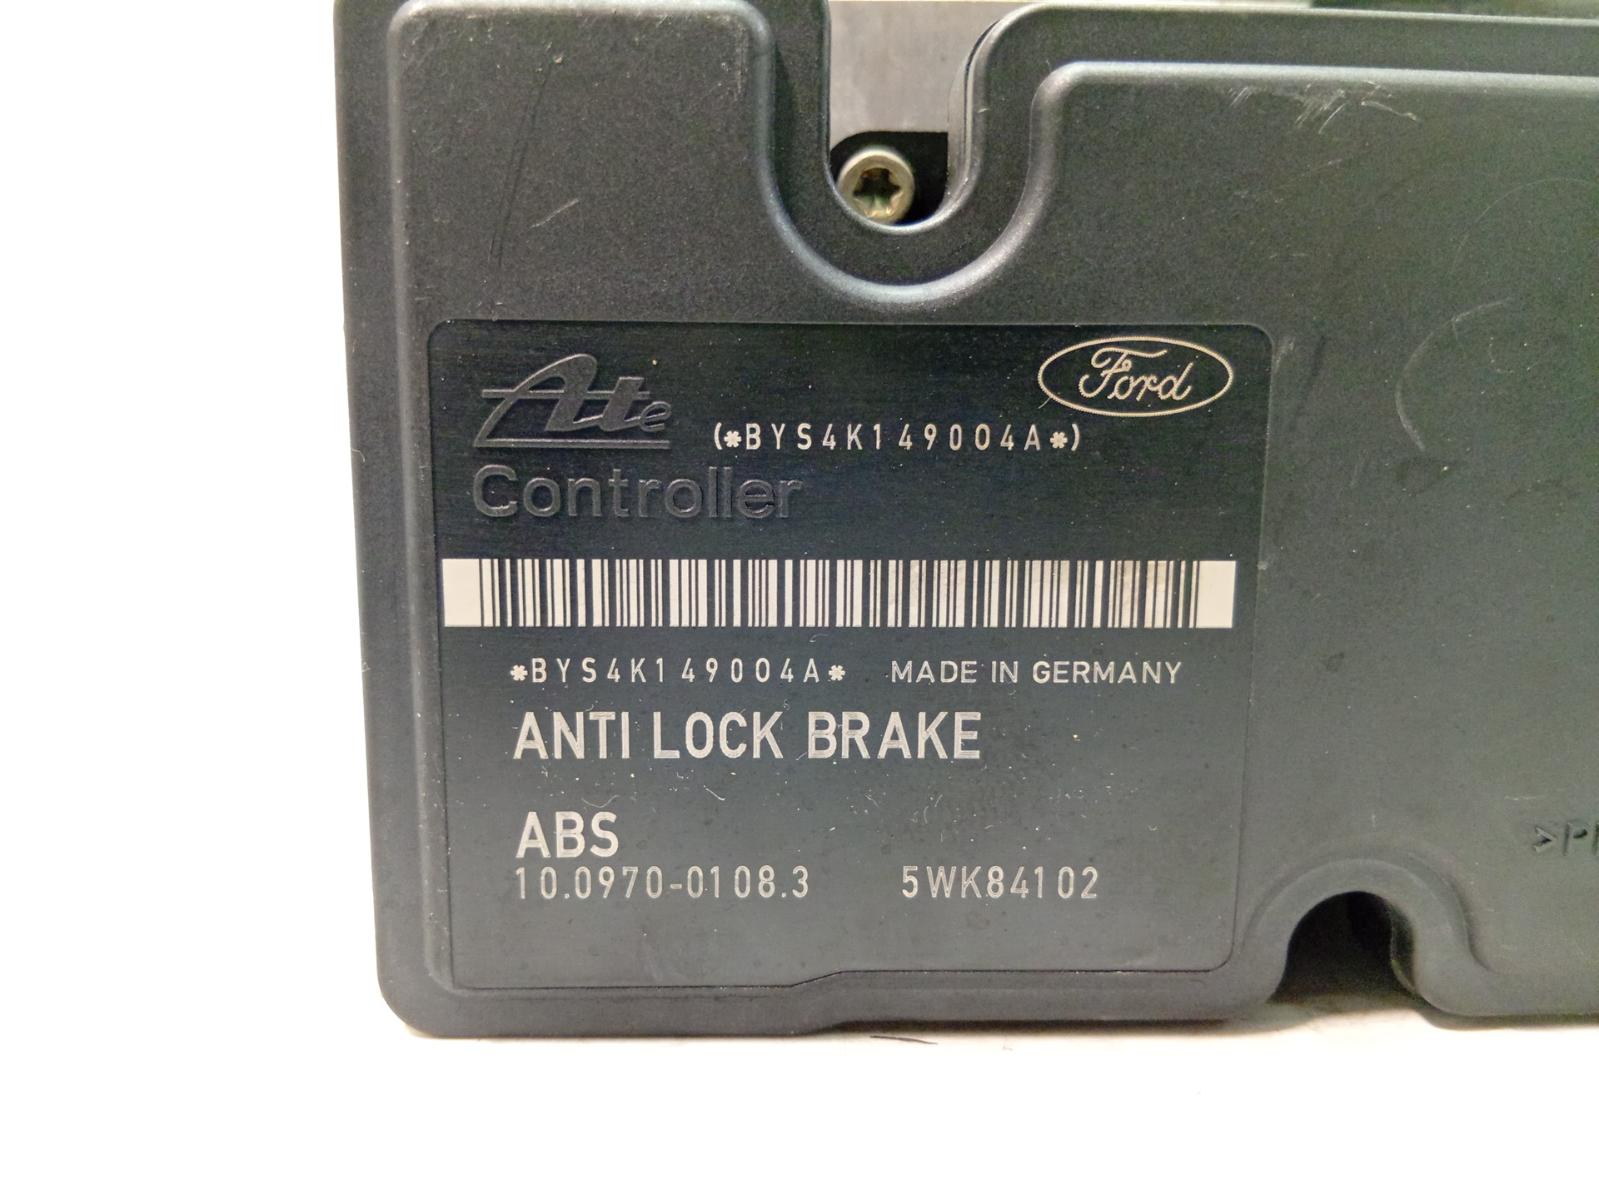 Ate
Ford
(*BYS4K149004A*)
Controller
*BYS4K149004A* MADE IN GERMANY
ANTI LOCK BRAKE
ABS
10.0970-0108.3 5WK84102